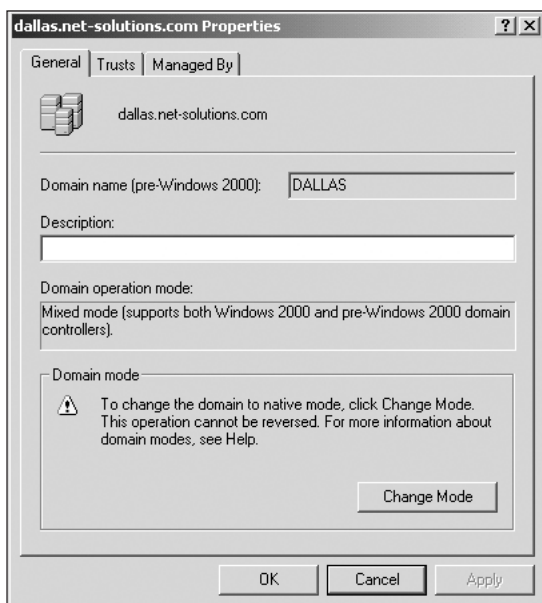 dallas.net-solutions.com Properties
General Trusts Managed By
dallas.net-solutions.com
Domain name (pre-Windows 2000): DALLAS
Description:
Domain operation mode:
Mixed mode (supports both Windows 2000 and pre-Windows 2000 domain
controllers).
Domain mode
To change the domain to native mode, click Change Mode.
This operation cannot be reversed. For more information about
domain modes, see Help.
Change Mode
OK Cancel Apply